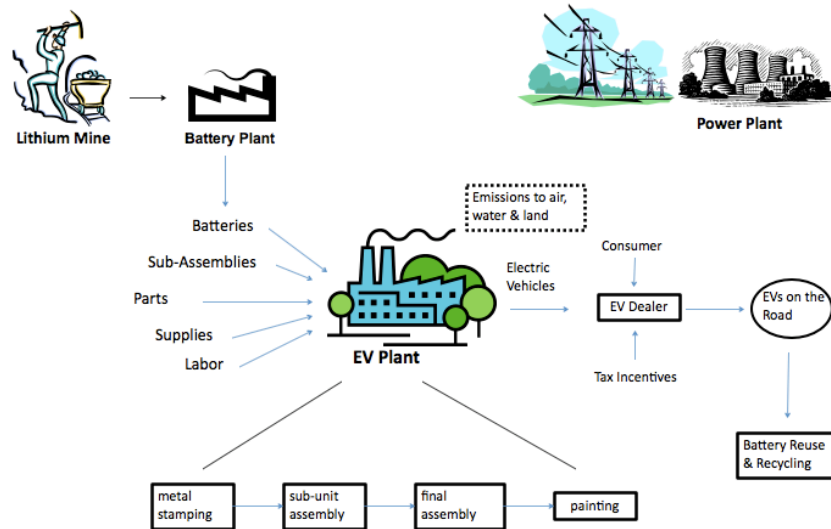 Lithium Mine
Battery Plant
Power Plant
Batteries
Sub-Assemblies
Parts
Supplies
Labor
Emissions to air,
water & land
EV Plant
Electric
Vehicles
Consumer
EV Dealer
Tax Incentives
EVs on the
Road
Battery Reuse
& Recycling
metal
stamping
sub-unit
assembly
final
assembly
painting